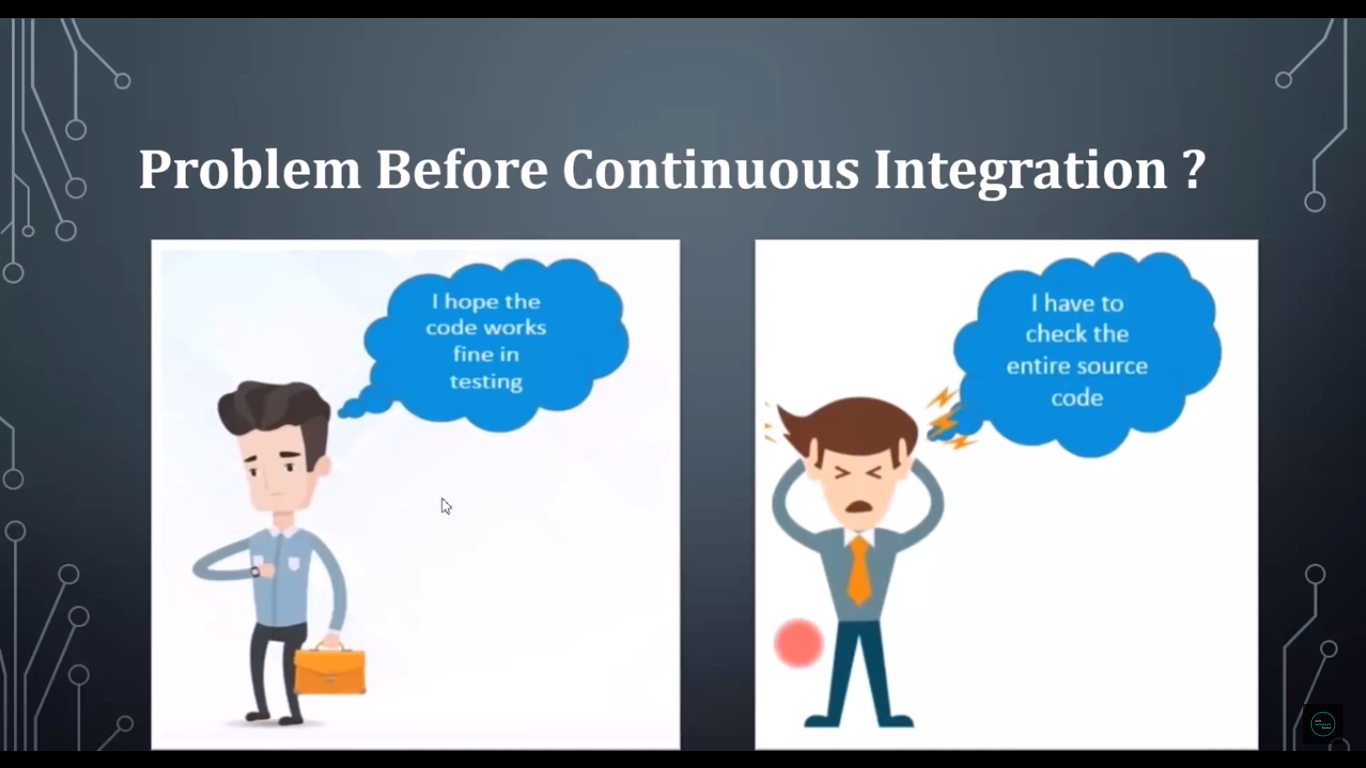 Problem Before Continuous Integration ?
I hope the
code works
fine in
testing
I have to
check the
entire source
code